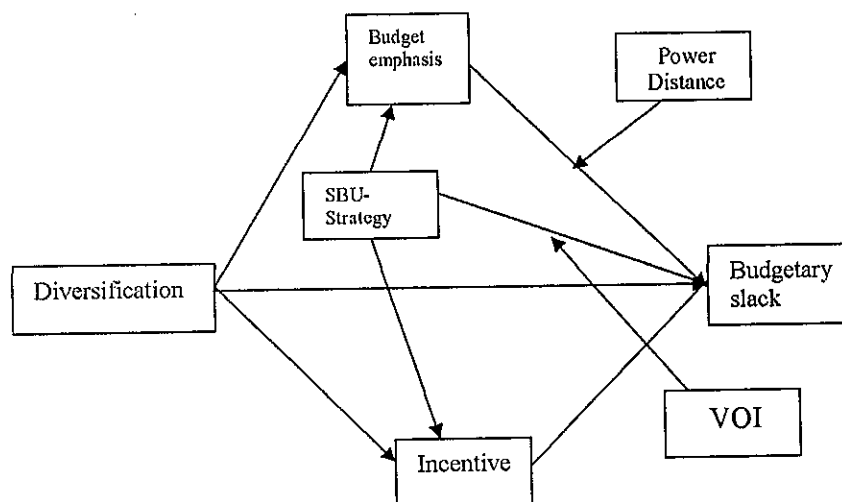 Budget
emphasis
Power
Distance
SBU-
Strategy
Diversification
Budgetary
slack
VOI
Incentive